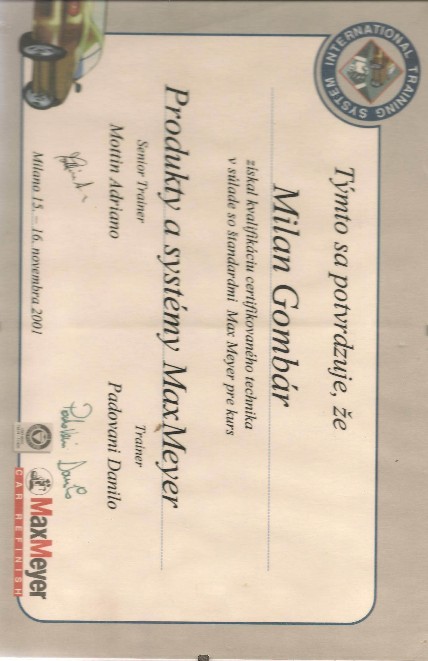 INTERNATIONAL TRAINING SYSTEM
Týmto sa potvrdzuje, že
Milan Gombár
získal kvalifikáciu certifikovaného technika
v súlade so štandardmi Max Meyer pre kurs
Produkty a systémy MaxMeyer
Senior Trainer
Mottin Adriano
Trainer
Padovani Danilo
Padovani Danilo
Milano 15. – 16. novembra 2001
MaxMeyer
CAR REFINISH